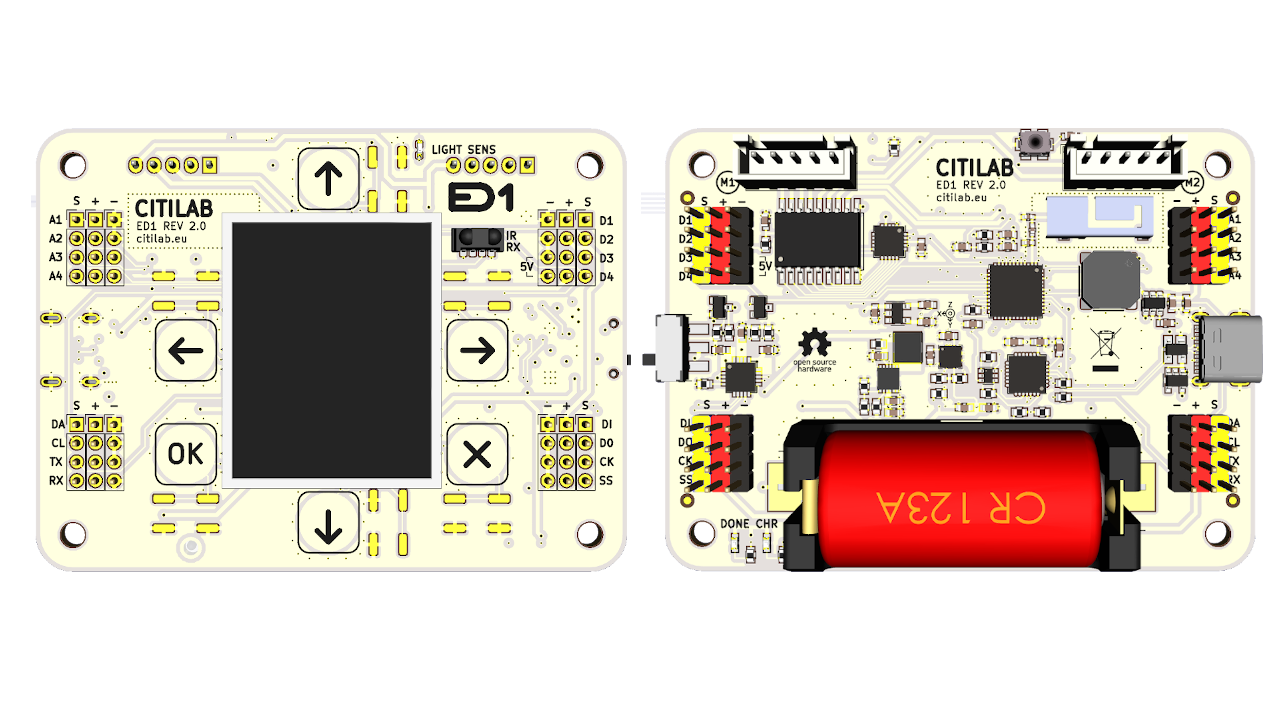 LIGHT SENS
ED1
S + −
CITILAB
ED1 REV 2.0
citilab.eu
A1
A2
A3
A4
IR
RX
5V
− + S
D1
D2
D3
D4
S + −
DA
CL
TX
RX
OK
− + S
DI
D0
CK
SS
M1
CITILAB
ED1 REV 2.0
citilab.eu
M2
S + −
D1
D2
D3
D4
5V
− + S
A1
A2
A3
A4
open source
hardware
S + −
DI
D0
CK
SS
− + S
DA
CL
TX
RX
CR 123A
DONE CHR